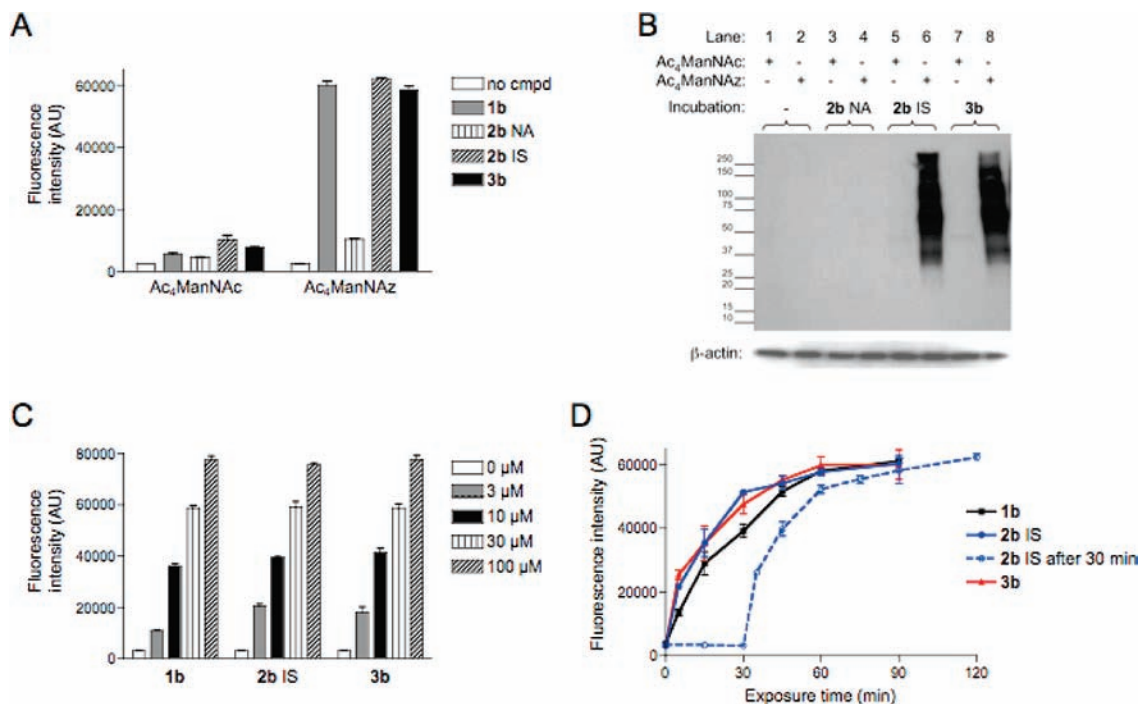 A
Fluorescence
intensity (AU)
60000
40000
20000
0
Ac4ManNAc
Ac4ManNAz
no cmpd
1b
2b NA
2b IS
3b
B
Lane: 1 2 3 4 5 6 7 8
Ac4ManNAc: + - + - + - + -
Ac4ManNAz: - + - + - + - +
Incubation: - 2b NA 2b IS 3b
250
150
100
75
50
37
25
20
15
10
β-actin:
C
Fluorescence
intensity (AU)
80000
60000
40000
20000
0
1b
2b IS
3b
0 µM
3 µM
10 µM
30 µM
100 µM
D
Fluorescence intensity (AU)
60000
40000
20000
0
0 30 60 90 120
Exposure time (min)
1b
2b IS
2b IS after 30 min
3b